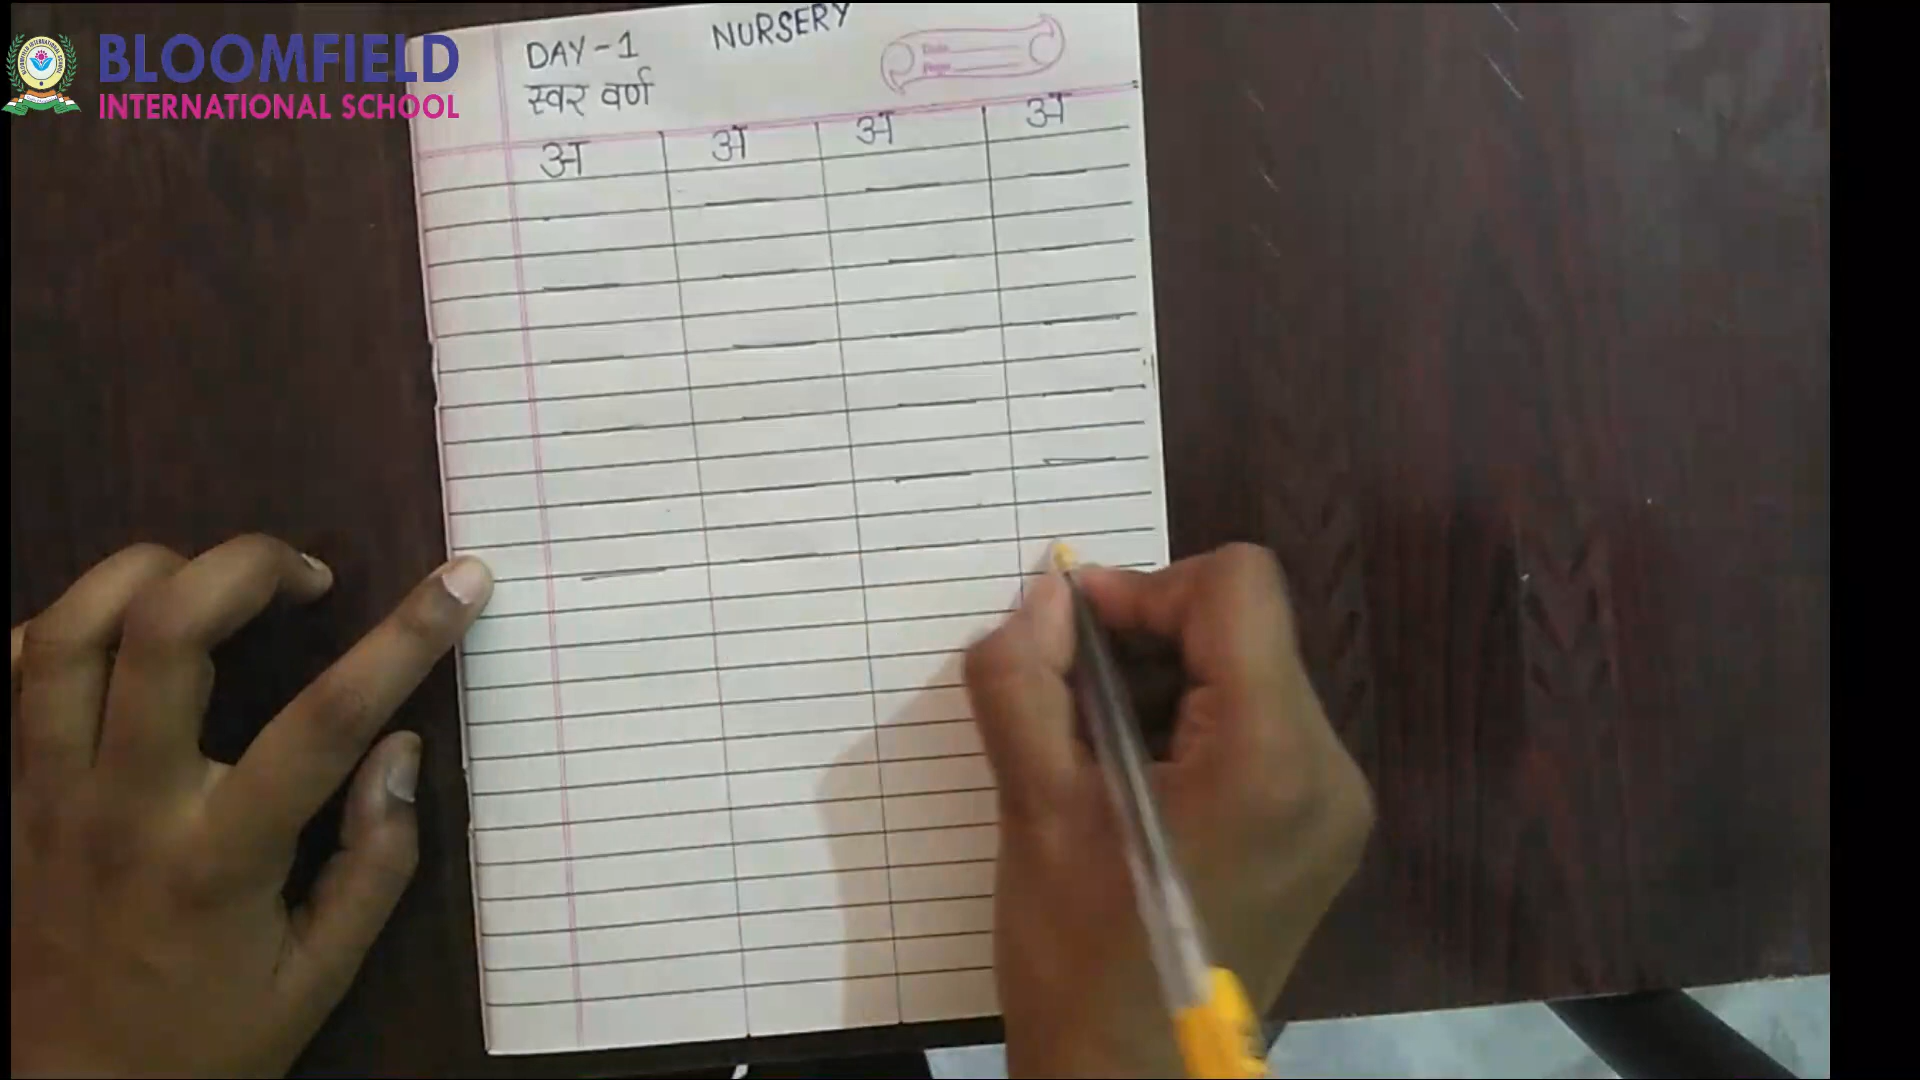 BLOOMFIELD
INTERNATIONAL SCHOOL
DAY-1 NURSERY
स्वर वर्ण
अ अ अ अ